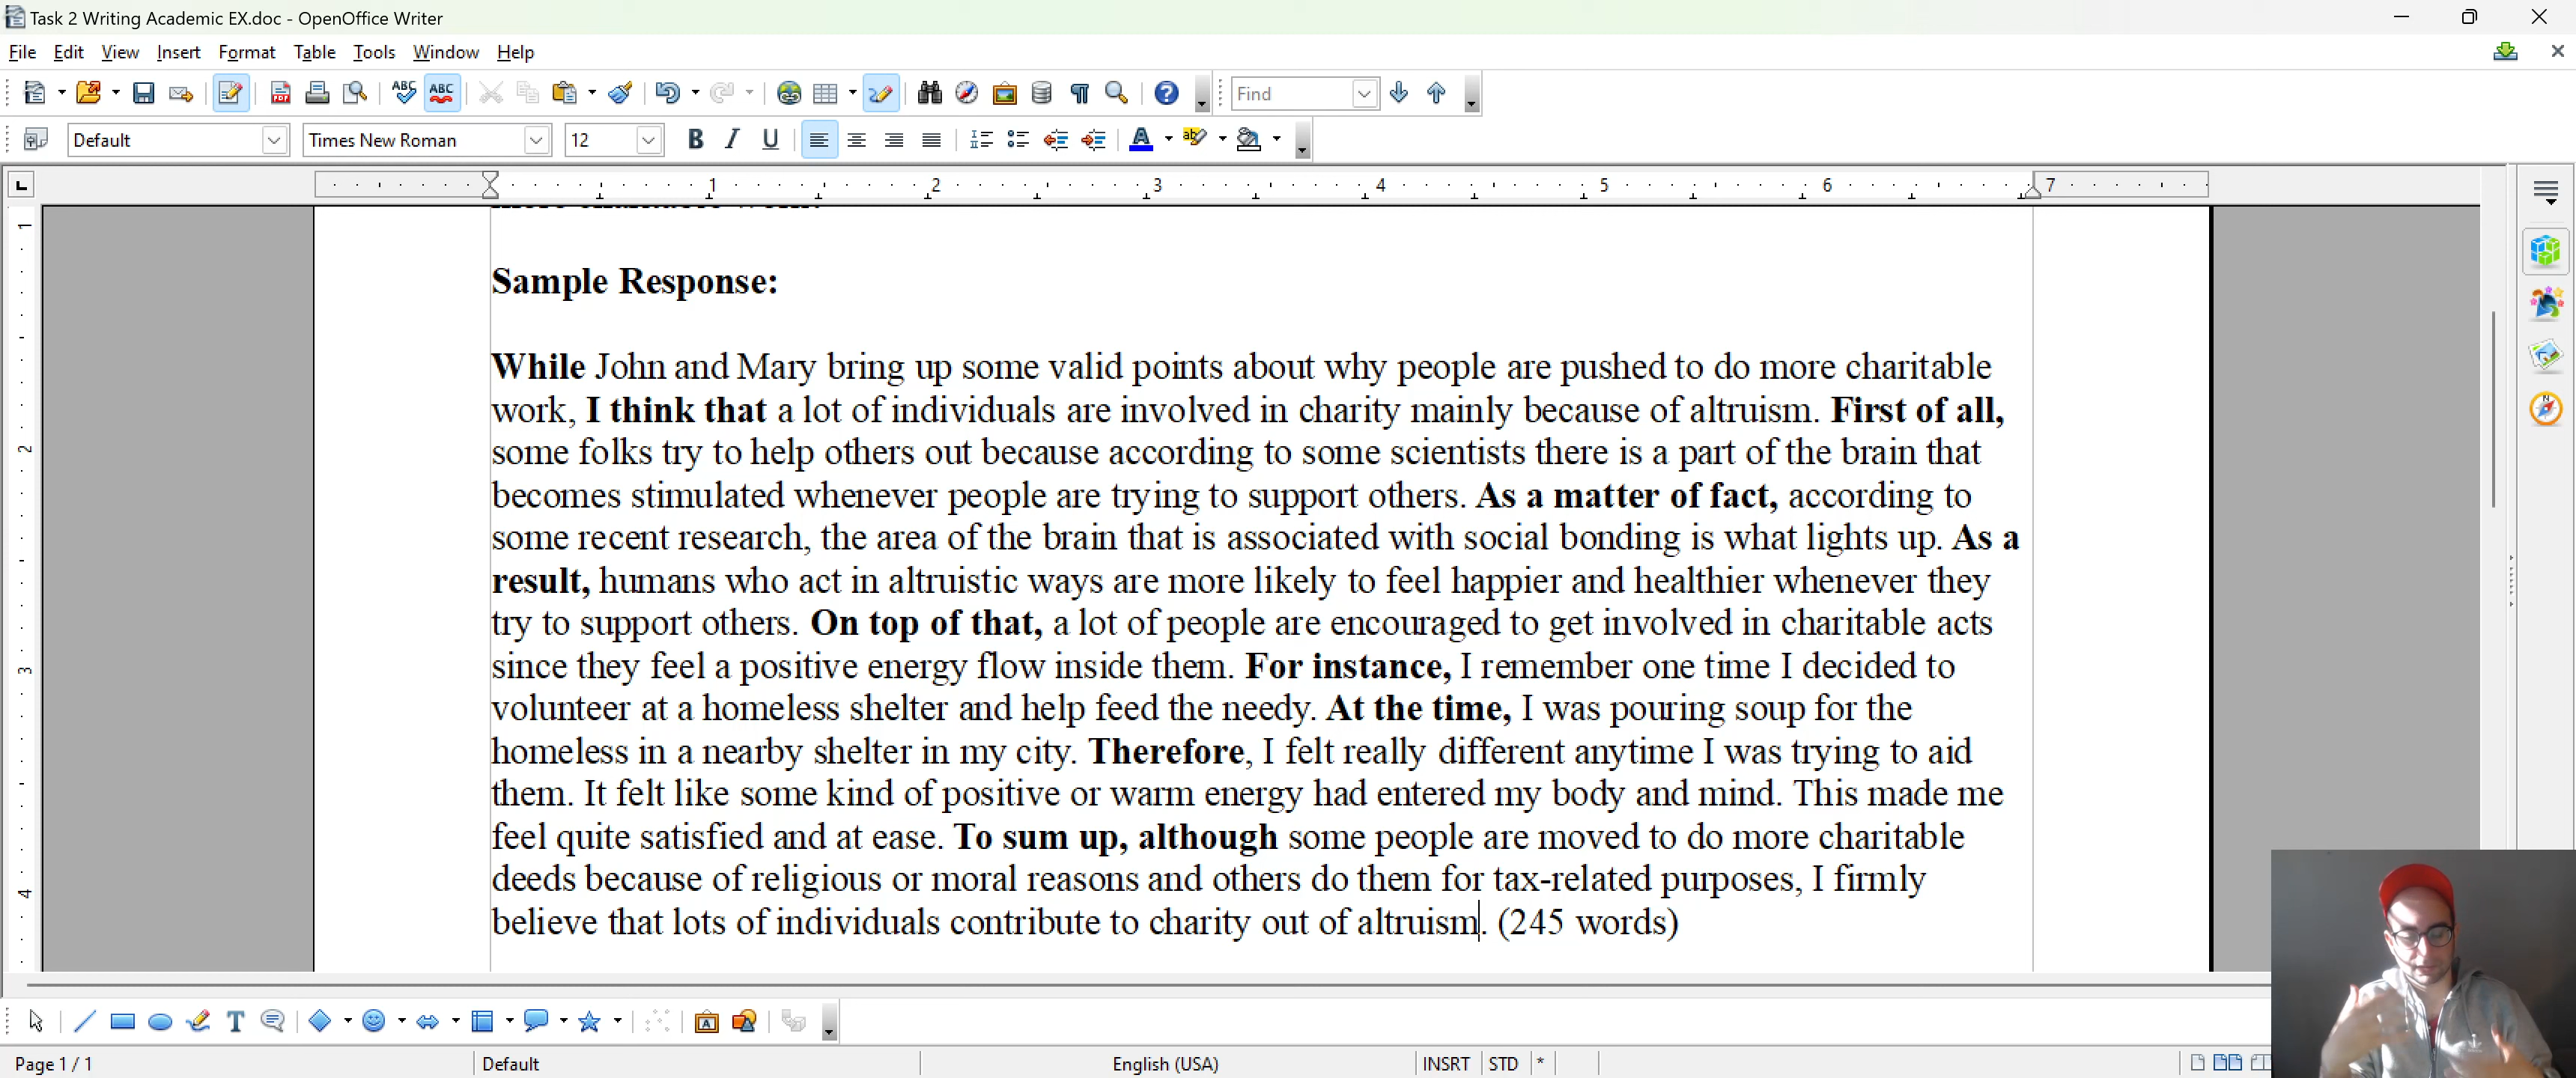 Task 2 Writing Academic EX.doc - OpenOffice Writer
File Edit View Insert Format Table Tools Window Help
Find
Default Times New Roman 12 B I U
1 2 3 4 5 6 7
Sample Response:
While John and Mary bring up some valid points about why people are pushed to do more charitable
work, I think that a lot of individuals are involved in charity mainly because of altruism. First of all,
some folks try to help others out because according to some scientists there is a part of the brain that
becomes stimulated whenever people are trying to support others. As a matter of fact, according to
some recent research, the area of the brain that is associated with social bonding is what lights up. As a
result, humans who act in altruistic ways are more likely to feel happier and healthier whenever they
try to support others. On top of that, a lot of people are encouraged to get involved in charitable acts
since they feel a positive energy flow inside them. For instance, I remember one time I decided to
volunteer at a homeless shelter and help feed the needy. At the time, I was pouring soup for the
homeless in a nearby shelter in my city. Therefore, I felt really different anytime I was trying to aid
them. It felt like some kind of positive or warm energy had entered my body and mind. This made me
feel quite satisfied and at ease. To sum up, although some people are moved to do more charitable
deeds because of religious or moral reasons and others do them for tax-related purposes, I firmly
believe that lots of individuals contribute to charity out of altruism. (245 words)
1
2
3
4
Page 1 / 1 Default English (USA) INSRT STD *